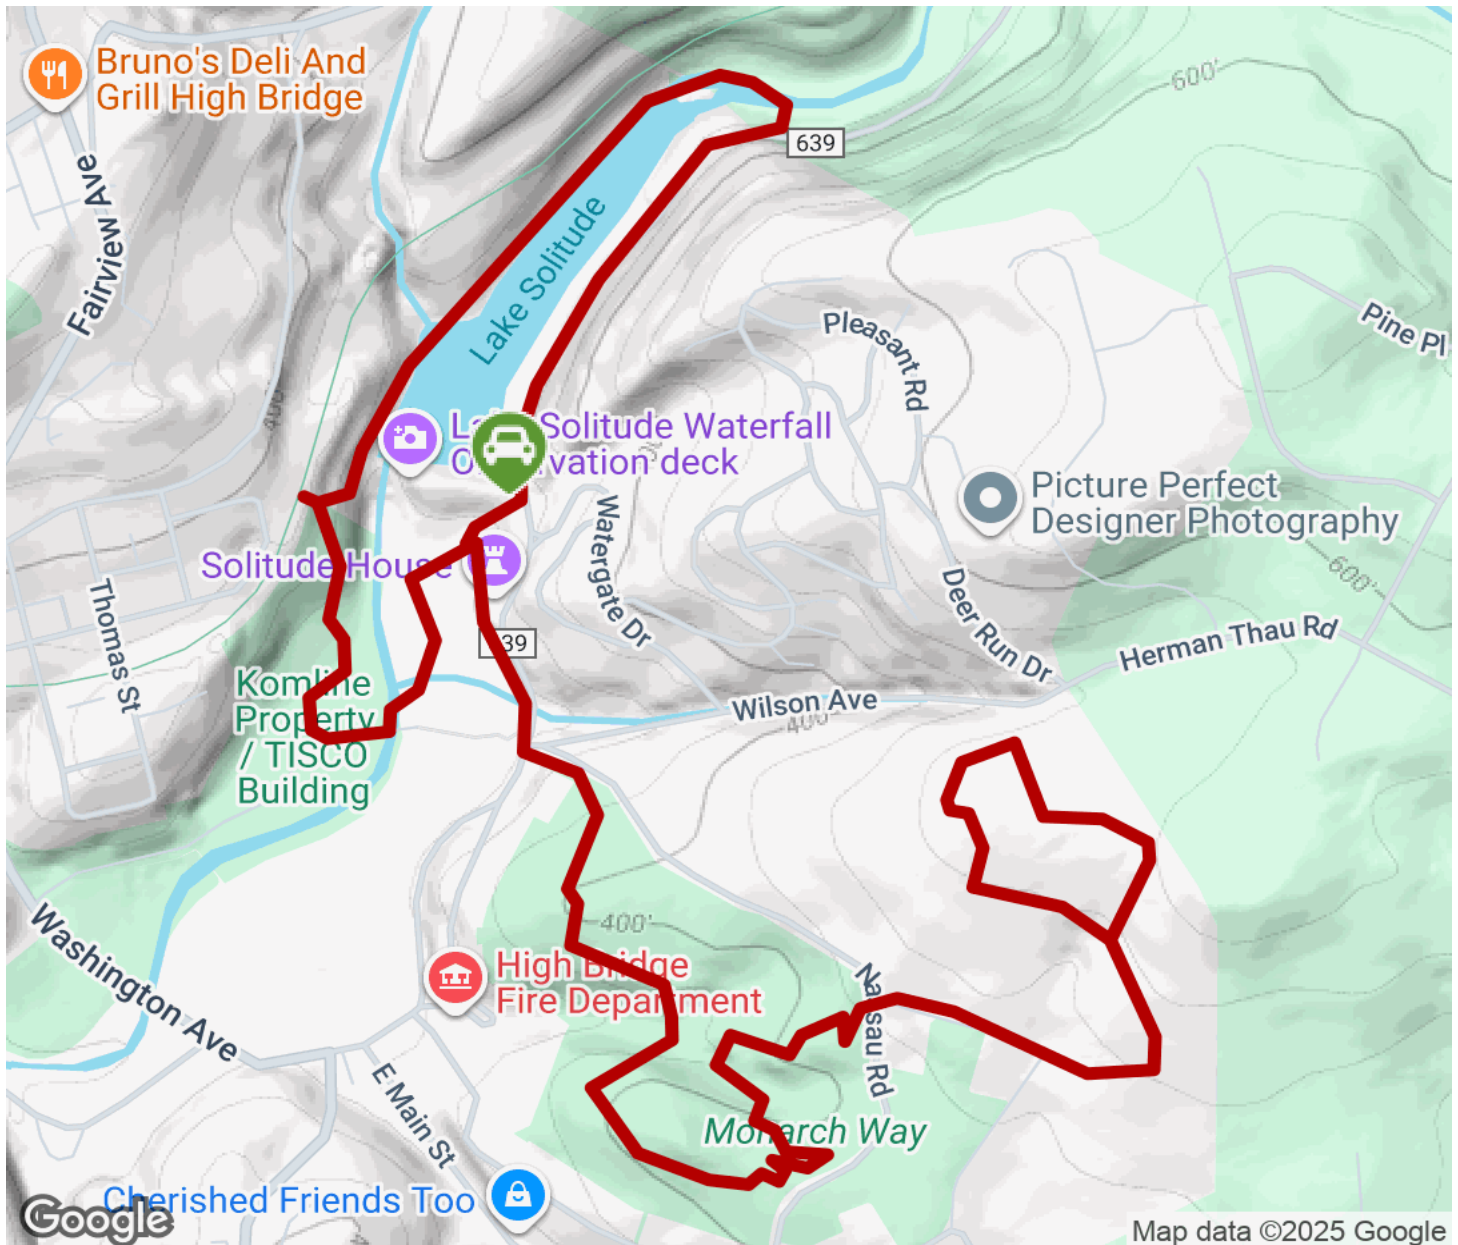 Bruno's Deli And
Grill High Bridge
600'
639
Fairview Ave
Lake Solitude
Pine Pl
Pleasant Rd
400'
Solitude Waterfall
deck
Picture Perfect
Designer Photography
Watergate Dr
Solitude House
600'
Thomas St
Deer Run Dr
Herman Thau Rd
Komline
Property
/ TISCO
Building
Wilson Ave
400'
400'
Washington Ave
High Bridge
Fire Department
Nassau Rd
E Main St
Monarch Way
Cherished Friends Too
Google
Map data ©2025 Google